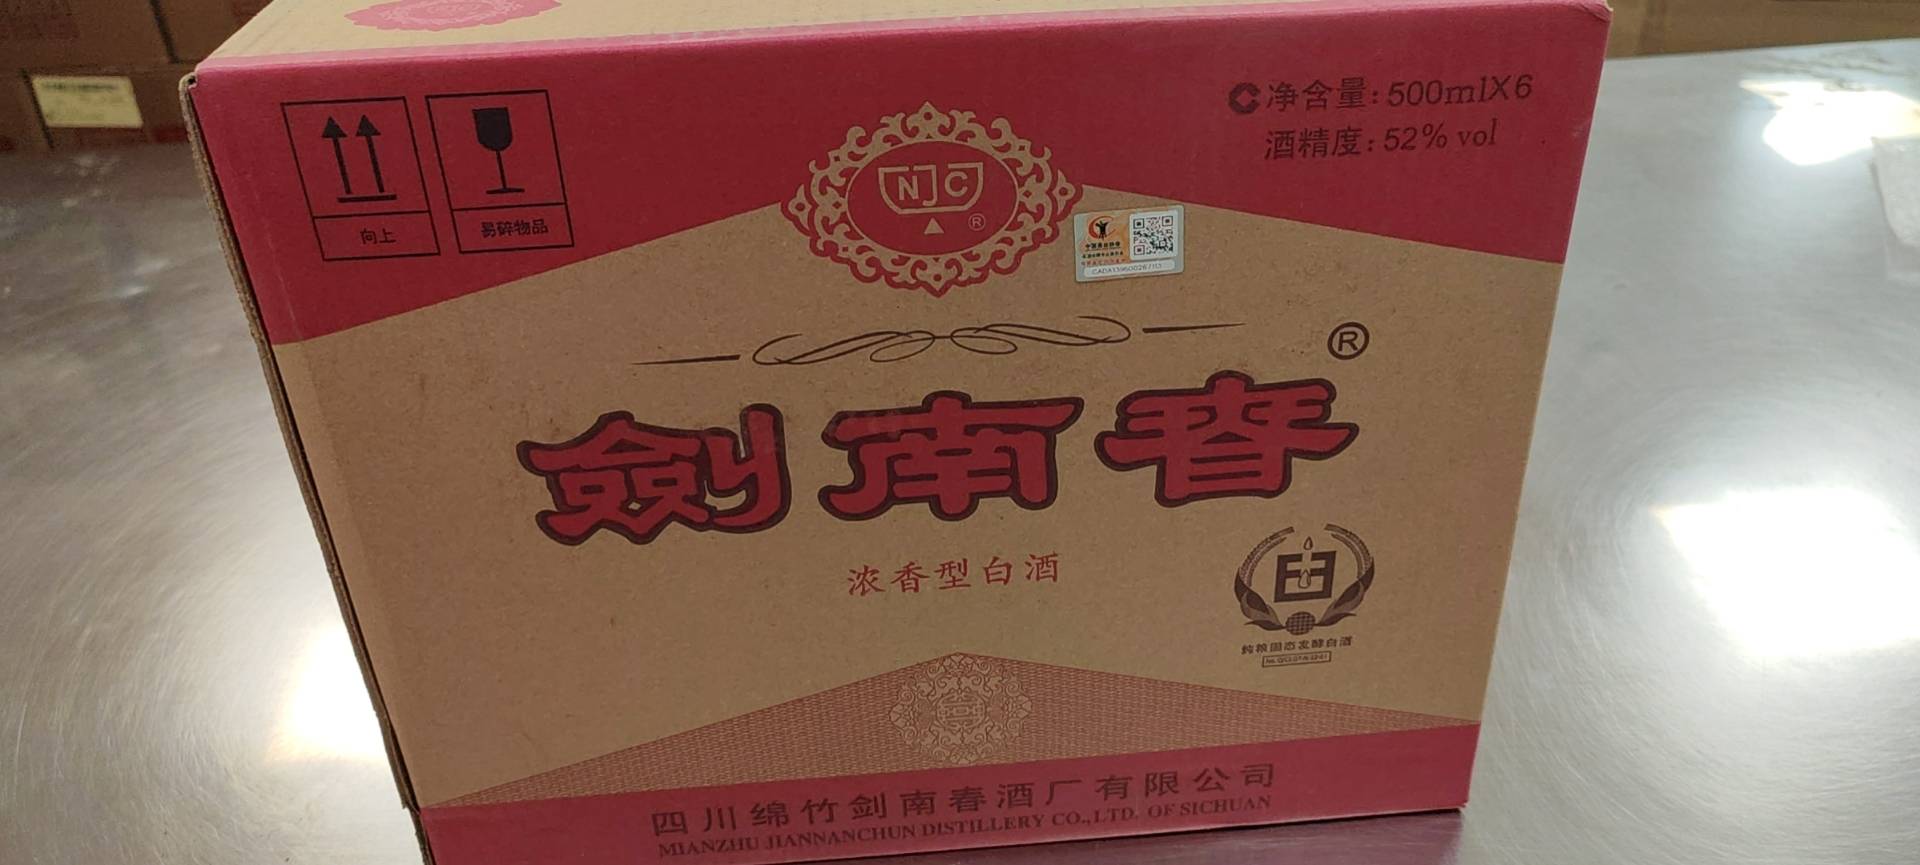 净含量: 500mlX6
酒精度: 52% vol
向上
易碎物品
NJC
®
®
劍南春
浓香型白酒
纯粮固态发酵白酒
四川绵竹剑南春酒厂有限公司
MIANZHU JIANNANCHUN DISTILLERY CO.,LTD. OF SICHUAN